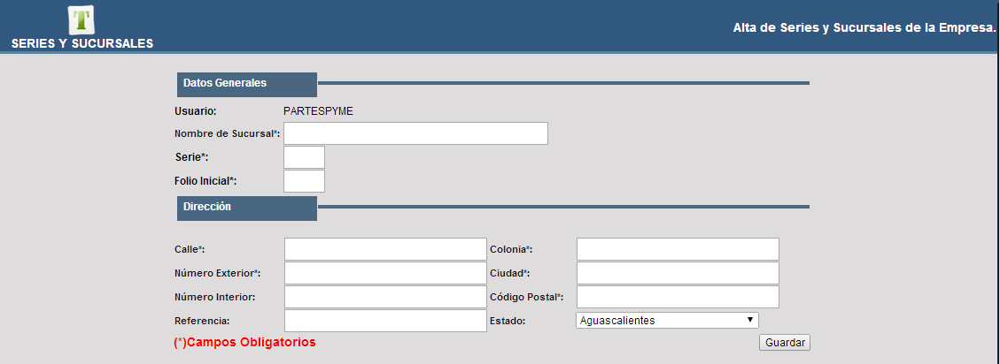 T
SERIES Y SUCURSALES
Alta de Series y Sucursales de la Empresa.
Datos Generales
Usuario: PARTESPYME
Nombre de Sucursal*:
Serie*:
Folio Inicial*:
Dirección
Calle*: Colonia*:
Número Exterior*: Ciudad*:
Número Interior: Código Postal*:
Referencia: Estado: Aguascalientes
(*)Campos Obligatorios Guardar